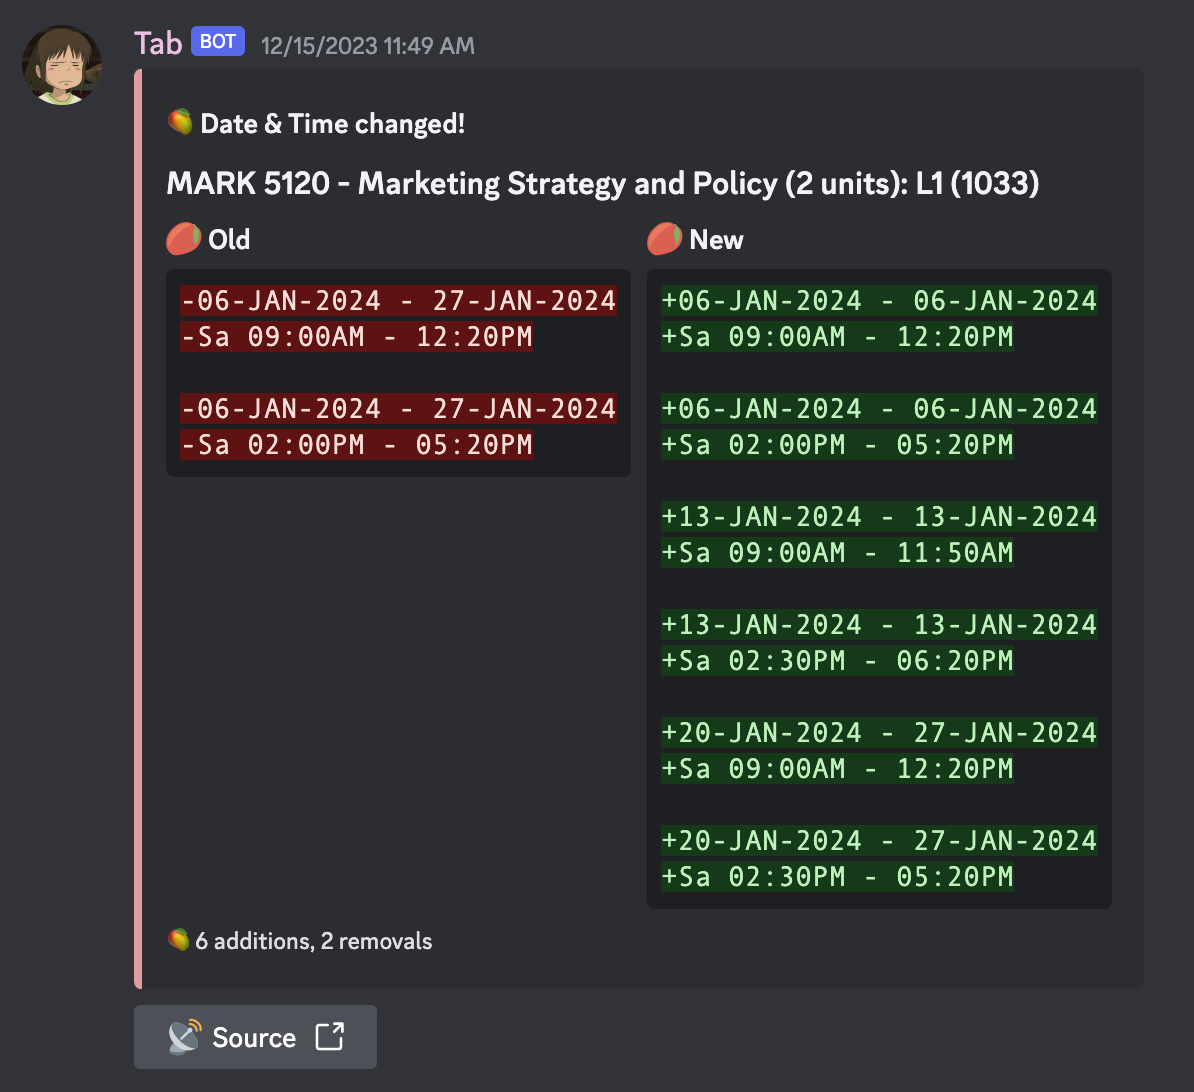 Tab BOT 12/15/2023 11:49 AM
Date & Time changed!
MARK 5120 - Marketing Strategy and Policy (2 units): L1 (1033)
Old
-06-JAN-2024 - 27-JAN-2024
-Sa 09:00AM - 12:20PM
-06-JAN-2024 - 27-JAN-2024
-Sa 02:00PM - 05:20PM
New
+06-JAN-2024 - 06-JAN-2024
+Sa 09:00AM - 12:20PM
+06-JAN-2024 - 06-JAN-2024
+Sa 02:00PM - 05:20PM
+13-JAN-2024 - 13-JAN-2024
+Sa 09:00AM - 11:50AM
+13-JAN-2024 - 13-JAN-2024
+Sa 02:30PM - 06:20PM
+20-JAN-2024 - 27-JAN-2024
+Sa 09:00AM - 12:20PM
+20-JAN-2024 - 27-JAN-2024
+Sa 02:30PM - 05:20PM
6 additions, 2 removals
Source